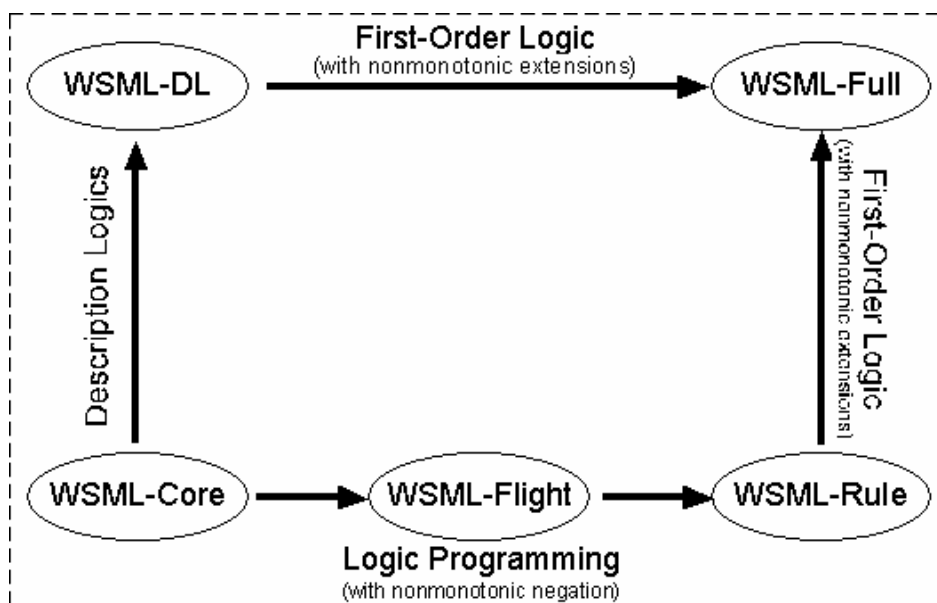 First-Order Logic
(with nonmonotonic extensions)
WSML-DL
WSML-Full
Description Logics
First-Order Logic
(with nonmonotonic extensions)
WSML-Core
WSML-Flight
WSML-Rule
Logic Programming
(with nonmonotonic negation)